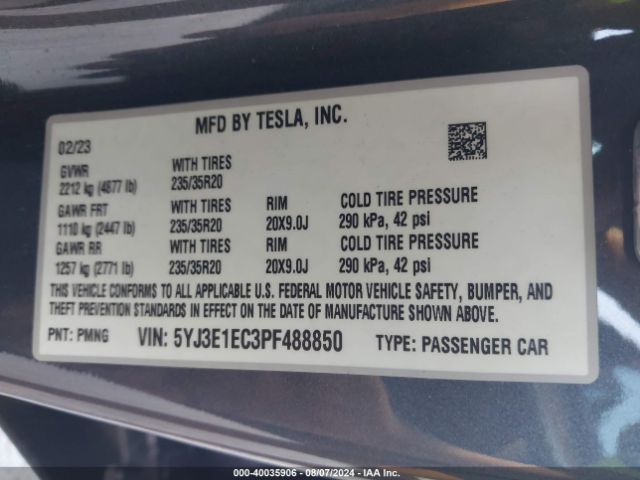 MFD BY TESLA, INC.
02/23
GVWR WITH TIRES
2212 kg (4877 lb) 235/35R20
GAWR FRT WITH TIRES RIM COLD TIRE PRESSURE
1110 kg (2447 lb) 235/35R20 20X9.0J 290 kPa, 42 psi
GAWR RR WITH TIRES RIM COLD TIRE PRESSURE
1257 kg (2771 lb) 235/35R20 20X9.0J 290 kPa, 42 psi
THIS VEHICLE CONFORMS TO ALL APPLICABLE U.S. FEDERAL MOTOR VEHICLE SAFETY, BUMPER, AND
THEFT PREVENTION STANDARDS IN EFFECT ON THE DATE OF MANUFACTURE SHOWN ABOVE.
PNT: PMNG VIN: 5YJ3E1EC3PF488850 TYPE: PASSENGER CAR
000-40035906 - 08/07/2024 - IAA Inc.